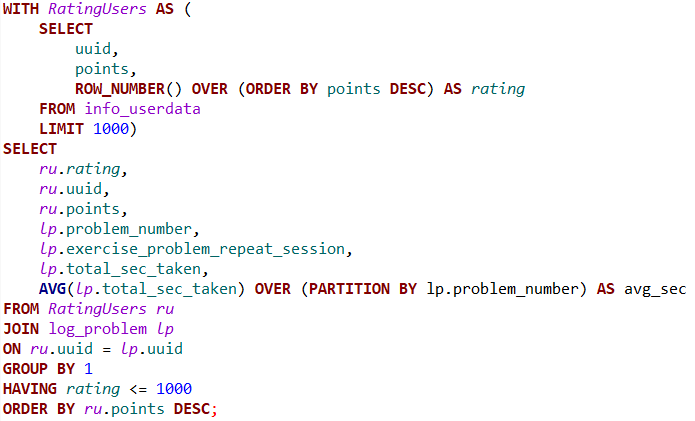 WITH RatingUsers AS (
    SELECT
        uuid,
        points,
        ROW_NUMBER() OVER (ORDER BY points DESC) AS rating
    FROM info_userdata
    LIMIT 1000)
SELECT
    ru.rating,
    ru.uuid,
    ru.points,
    lp.problem_number,
    lp.exercise_problem_repeat_session,
    lp.total_sec_taken,
    AVG(lp.total_sec_taken) OVER (PARTITION BY lp.problem_number) AS avg_sec
FROM RatingUsers ru
JOIN log_problem lp
ON ru.uuid = lp.uuid
GROUP BY 1
HAVING rating <= 1000
ORDER BY ru.points DESC;